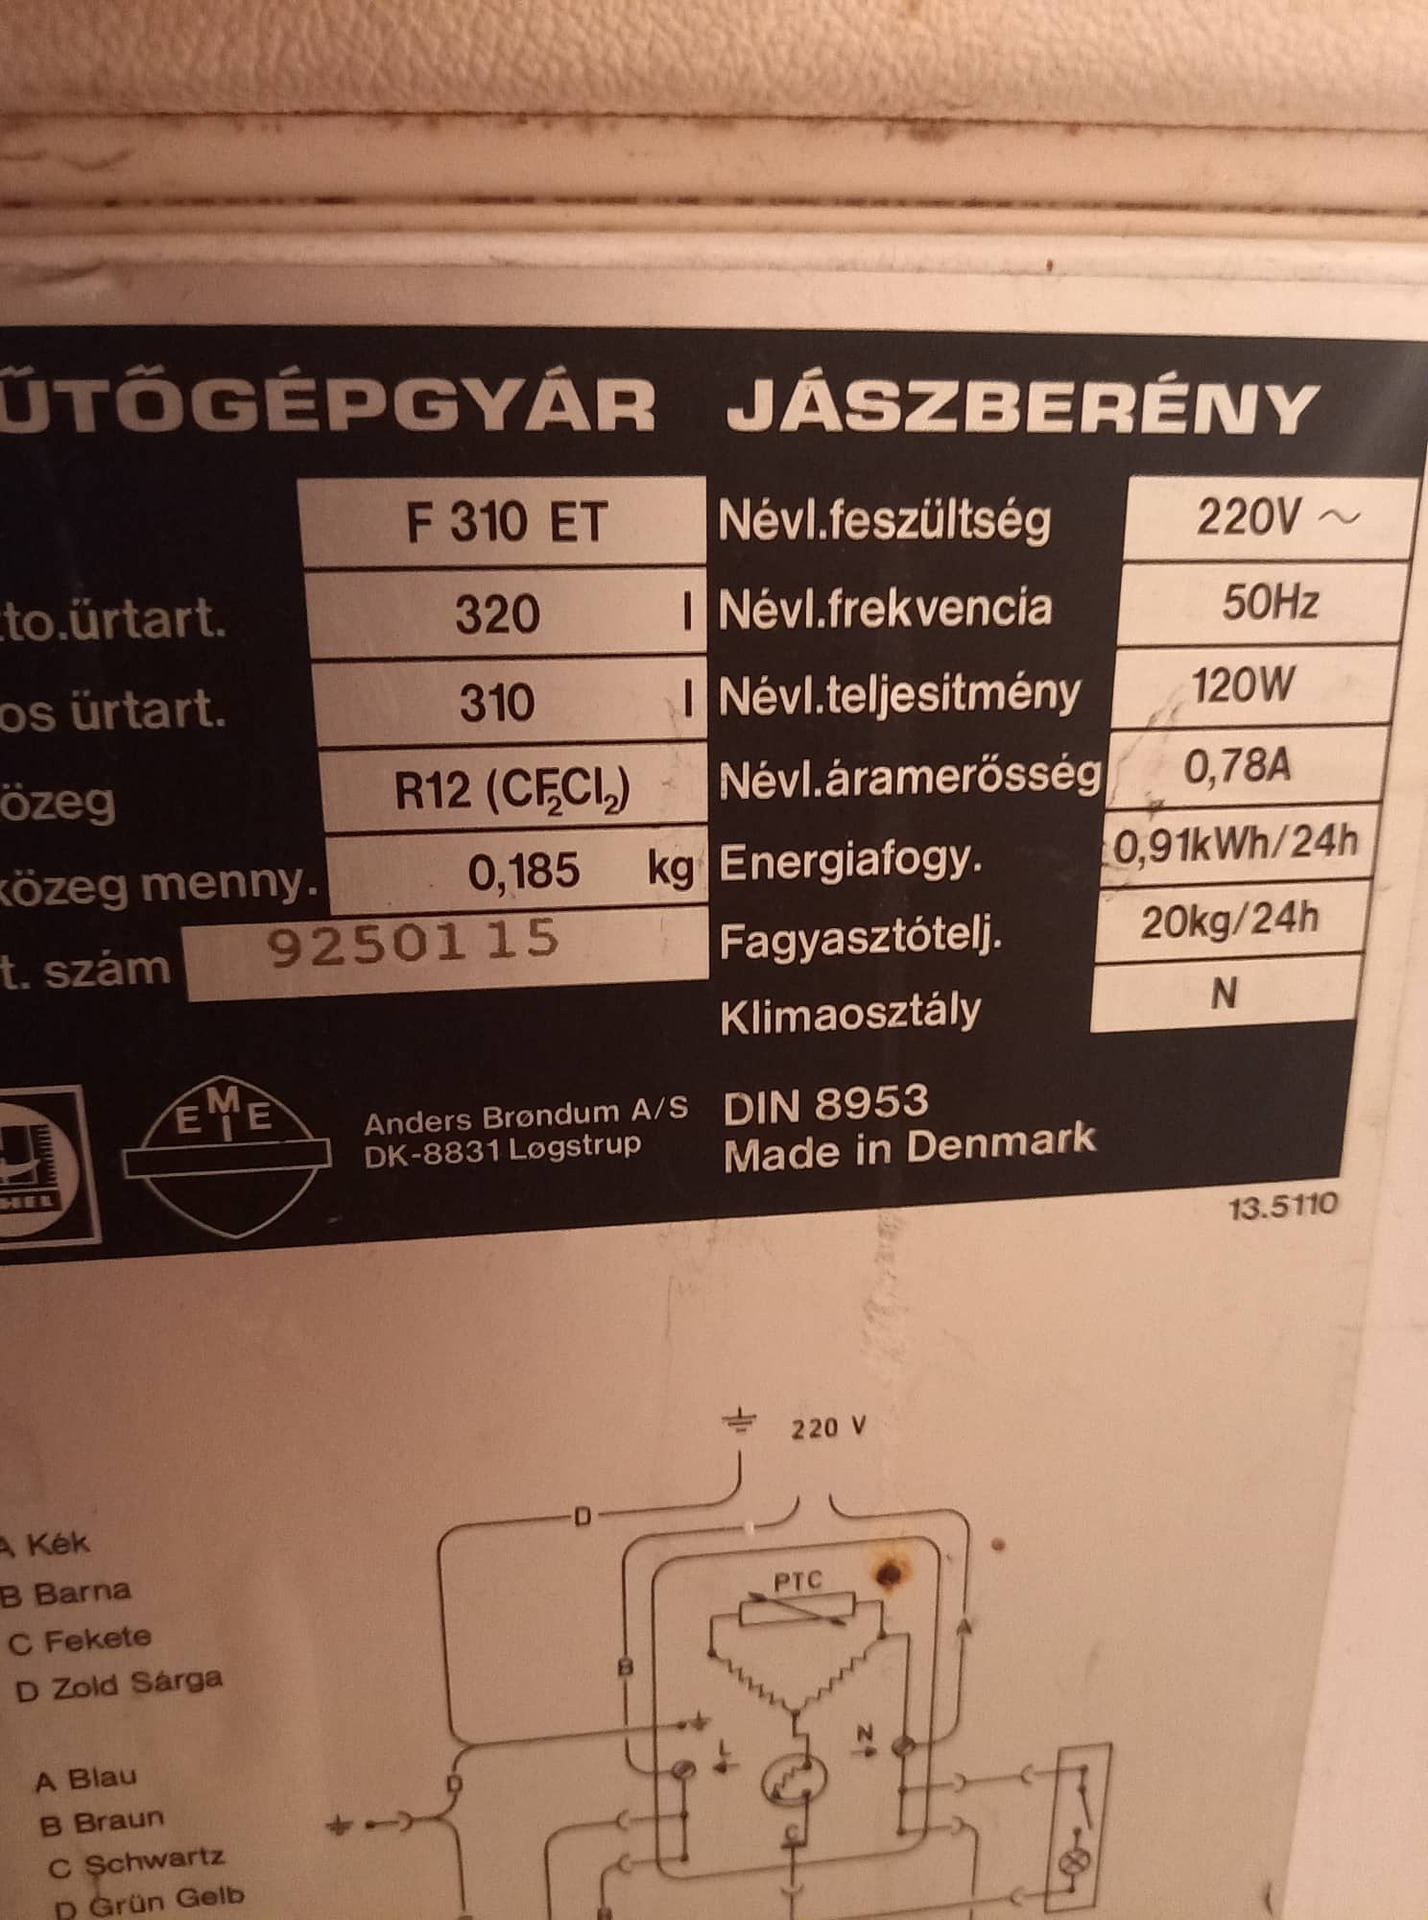 ŰTŐGÉPGYÁR JÁSZBERÉNY
F 310 ET Névl.feszültség 220V ~
to.űrtart. 320 l Névl.frekvencia 50Hz
os űrtart. 310 l Névl.teljesitmény 120W
özeg R12 (CF₂Cl₂) Névl.áramerősség 0,78A
közeg menny. 0,185 kg Energiafogy. 0,91kWh/24h
t. szám 9250115 Fagyasztótelj. 20kg/24h
Klimaosztály N
EME
Anders Brøndum A/S DIN 8953
DK-8831 Løgstrup Made in Denmark
13.5110
220 V
D
A Kék
B Barna
C Fekete
D Zold Sárga
PTC
A
B
L
N
D
C
A Blau
B Braun
C Schwartz
D Grün Gelb